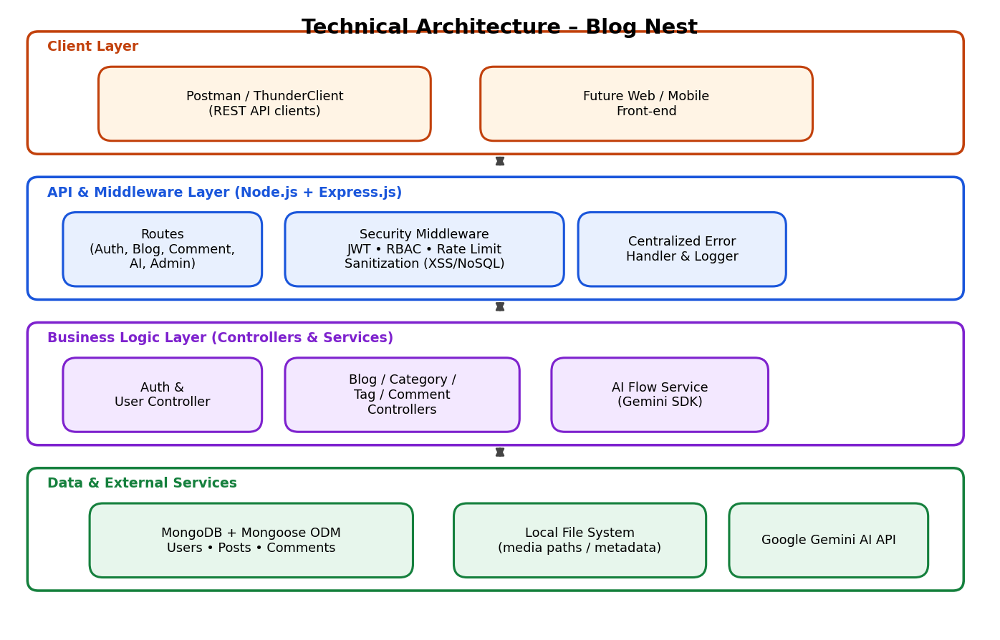 Technical Architecture – Blog Nest
Client Layer
Postman / ThunderClient
(REST API clients)
Future Web / Mobile
Front-end
API & Middleware Layer (Node.js + Express.js)
Routes
(Auth, Blog, Comment,
AI, Admin)
Security Middleware
JWT • RBAC • Rate Limit
Sanitization (XSS/NoSQL)
Centralized Error
Handler & Logger
Business Logic Layer (Controllers & Services)
Auth &
User Controller
Blog / Category /
Tag / Comment
Controllers
AI Flow Service
(Gemini SDK)
Data & External Services
MongoDB + Mongoose ODM
Users • Posts • Comments
Local File System
(media paths / metadata)
Google Gemini AI API